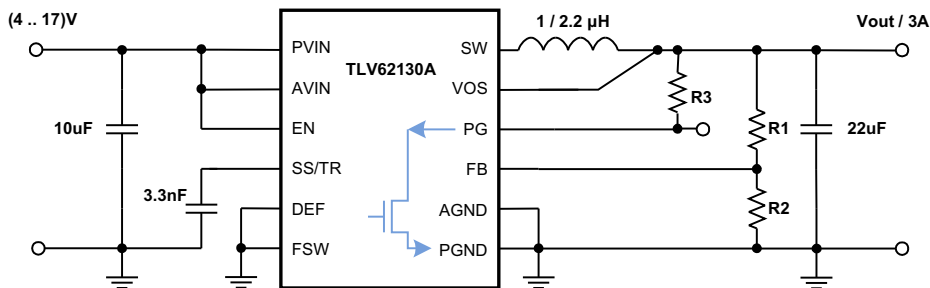 (4 .. 17)V
1 / 2.2 µH
Vout / 3A
PVIN
SW
TLV62130A
AVIN
VOS
R3
10uF
EN
PG
R1
22uF
SS/TR
FB
3.3nF
R2
DEF
AGND
FSW
PGND